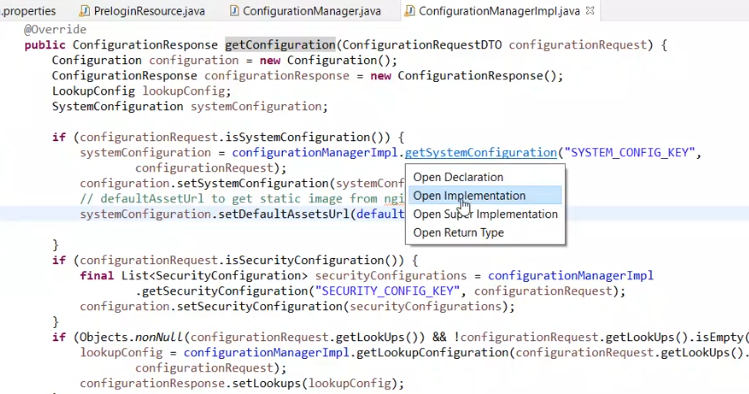 .properties PreloginResource.java ConfigurationManager.java ConfigurationManagerImpl.java
@Override
public ConfigurationResponse getConfiguration(ConfigurationRequestDTO configurationRequest) {
Configuration configuration = new Configuration();
ConfigurationResponse configurationResponse = new ConfigurationResponse();
LookupConfig lookupConfig;
SystemConfiguration systemConfiguration;
if (configurationRequest.isSystemConfiguration()) {
systemConfiguration = configurationManagerImpl.getSystemConfiguration("SYSTEM_CONFIG_KEY",
configurationRequest);
configuration.setSystemConfiguration(systemConf
// defaultAssetUrl to get static image from ngi
systemConfiguration.setDefaultAssetsUrl(default
Open Declaration
Open Implementation
Open Super Implementation
Open Return Type
}
if (configurationRequest.isSecurityConfiguration()) {
final List<SecurityConfiguration> securityConfigurations = configurationManagerImpl
.getSecurityConfiguration("SECURITY_CONFIG_KEY", configurationRequest);
configuration.setSecurityConfiguration(securityConfigurations);
}
if (Objects.nonNull(configurationRequest.getLookUps()) && !configurationRequest.getLookUps().isEmpty(
lookupConfig = configurationManagerImpl.getLookupConfiguration(configurationRequest.getLookUps(),
configurationRequest);
configurationResponse.setLookups(lookupConfig);
}